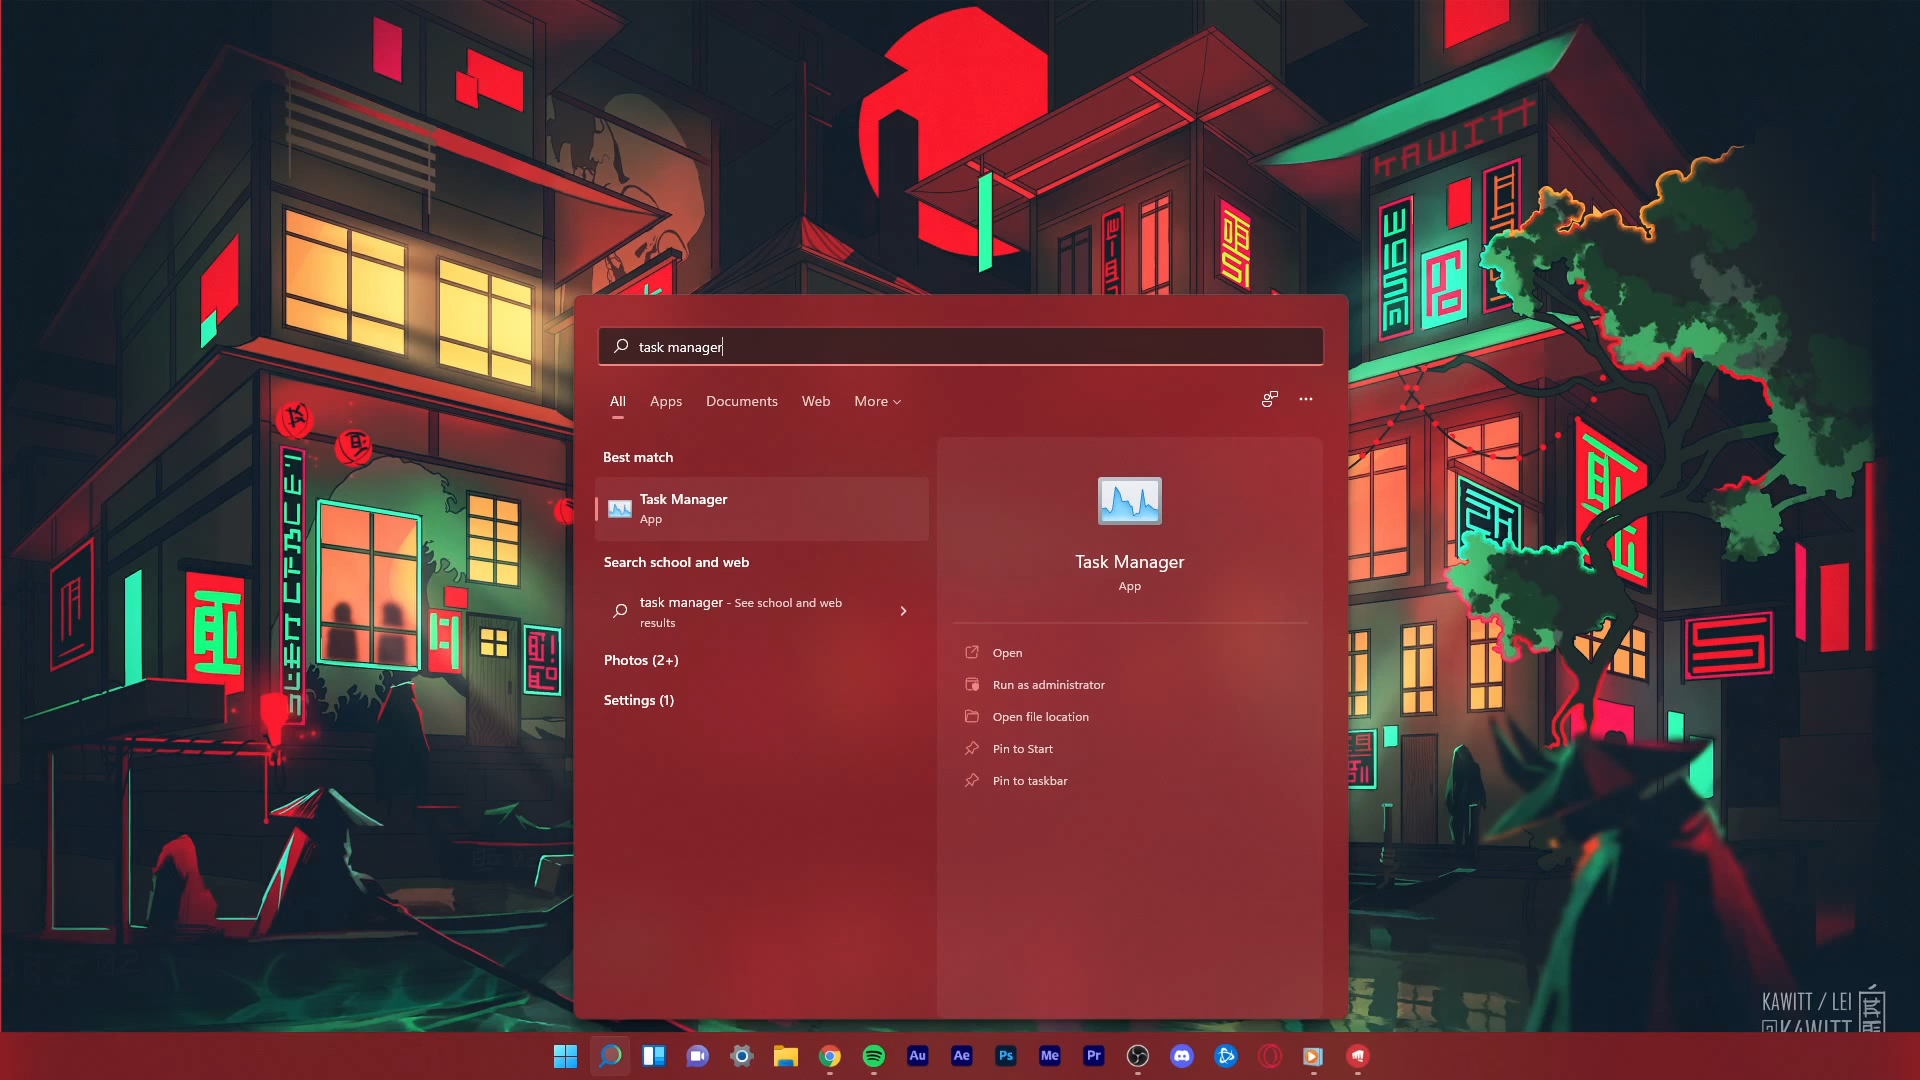 KAWITT
task manager
All Apps Documents Web More
Best match
Task Manager
App
Search school and web
task manager - See school and web
results
Photos (2+)
Settings (1)
Task Manager
App
Open
Run as administrator
Open file location
Pin to Start
Pin to taskbar
KAWITT / LEI
KAWITT
Au Ae Ps Me Pr